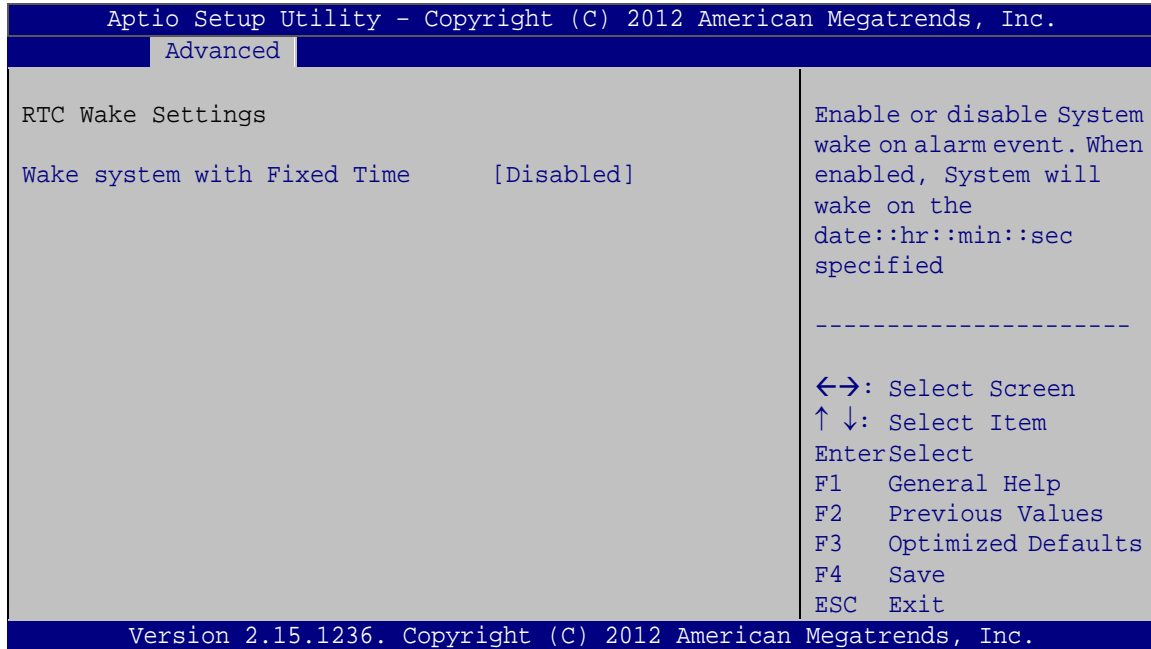 Aptio Setup Utility – Copyright (C) 2012 American Megatrends, Inc.
Advanced
RTC Wake Settings
Wake system with Fixed Time [Disabled]
Enable or disable System
wake on alarm event. When
enabled, System will
wake on the
date::hr::min::sec
specified
----------------------
←→: Select Screen
↑ ↓: Select Item
EnterSelect
F1 General Help
F2 Previous Values
F3 Optimized Defaults
F4 Save
ESC Exit
Version 2.15.1236. Copyright (C) 2012 American Megatrends, Inc.